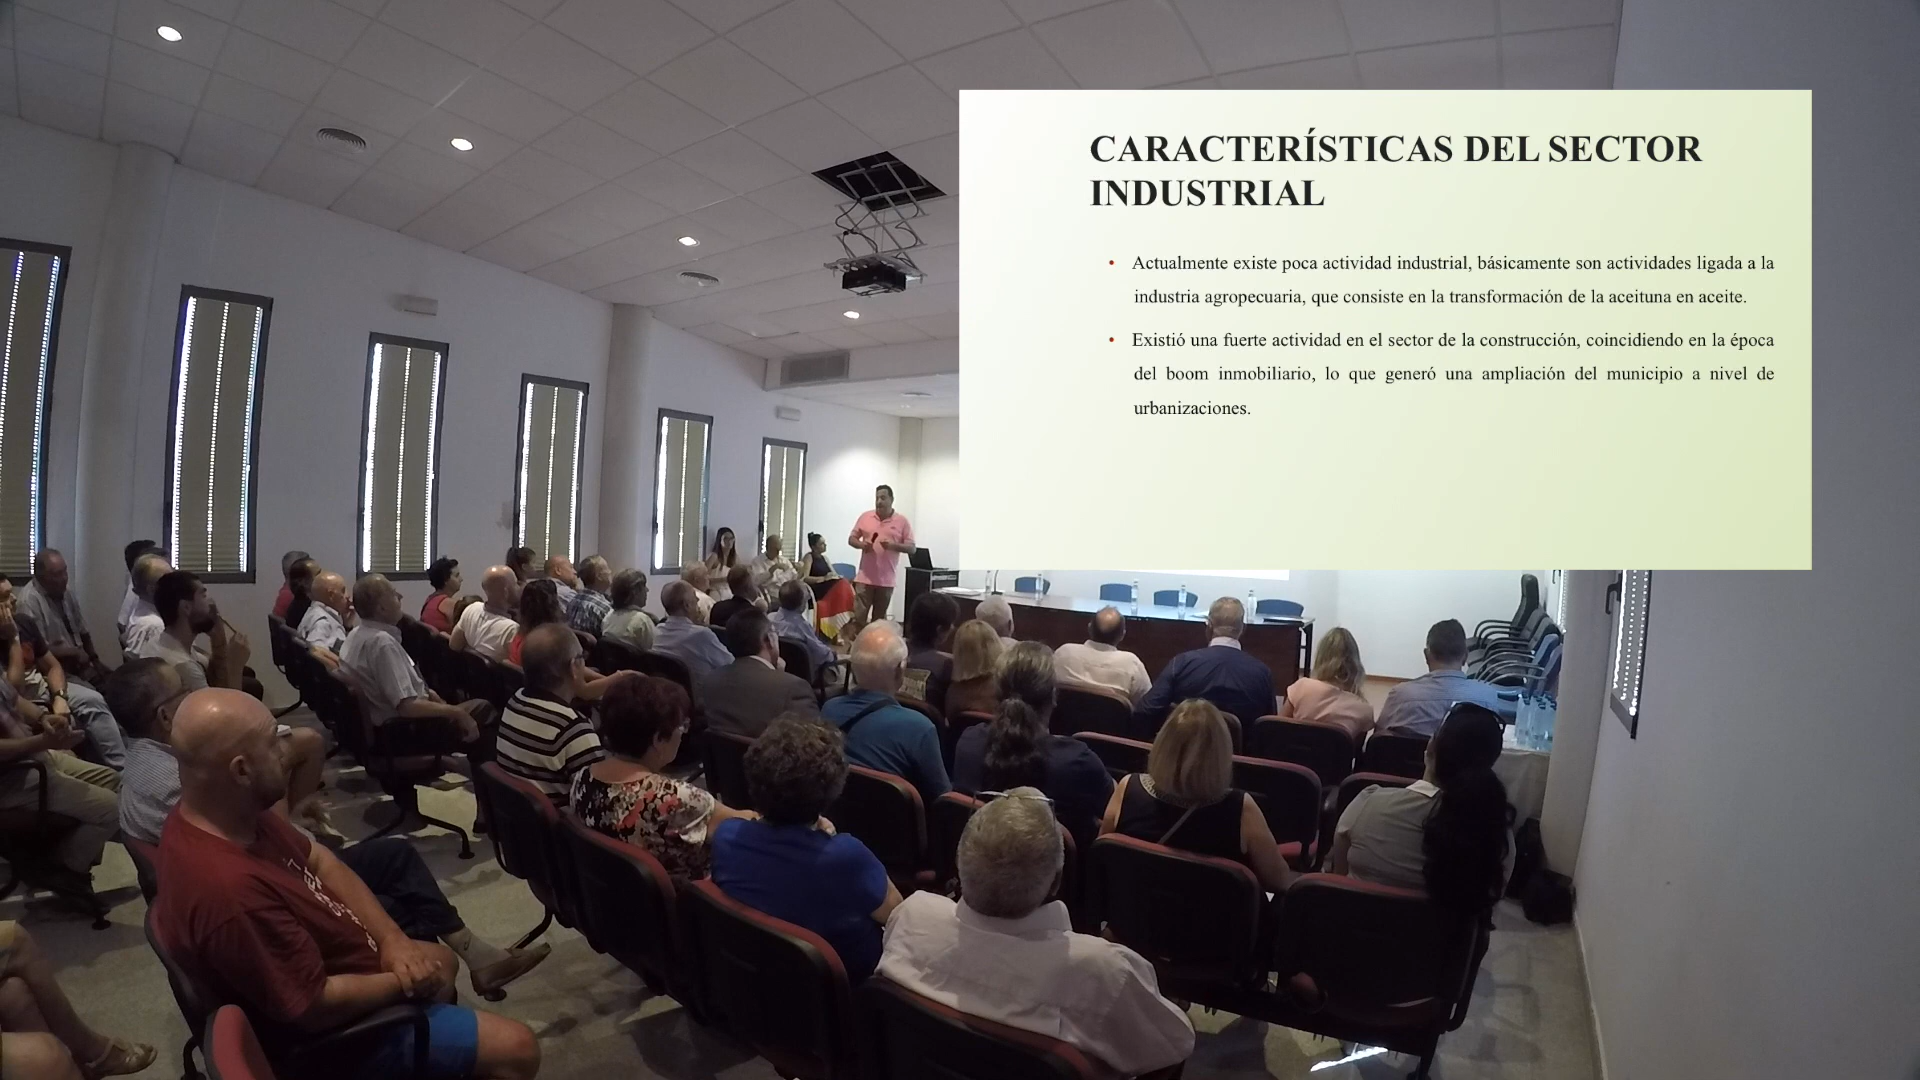 CARACTERÍSTICAS DEL SECTOR
INDUSTRIAL
• Actualmente existe poca actividad industrial, básicamente son actividades ligada a la
industria agropecuaria, que consiste en la transformación de la aceituna en aceite.
• Existió una fuerte actividad en el sector de la construcción, coincidiendo en la época
del boom inmobiliario, lo que generó una ampliación del municipio a nivel de
urbanizaciones.